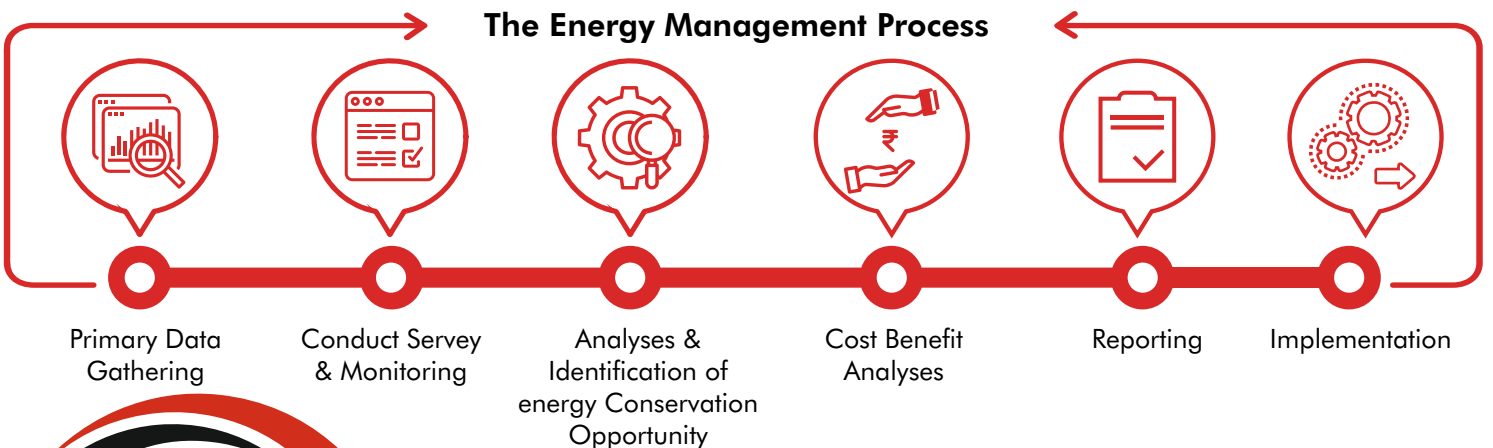 The Energy Management Process
₹
Primary Data
Gathering
Conduct Servey
& Monitoring
Analyses &
Identification of
energy Conservation
Opportunity
Cost Benefit
Analyses
Reporting
Implementation